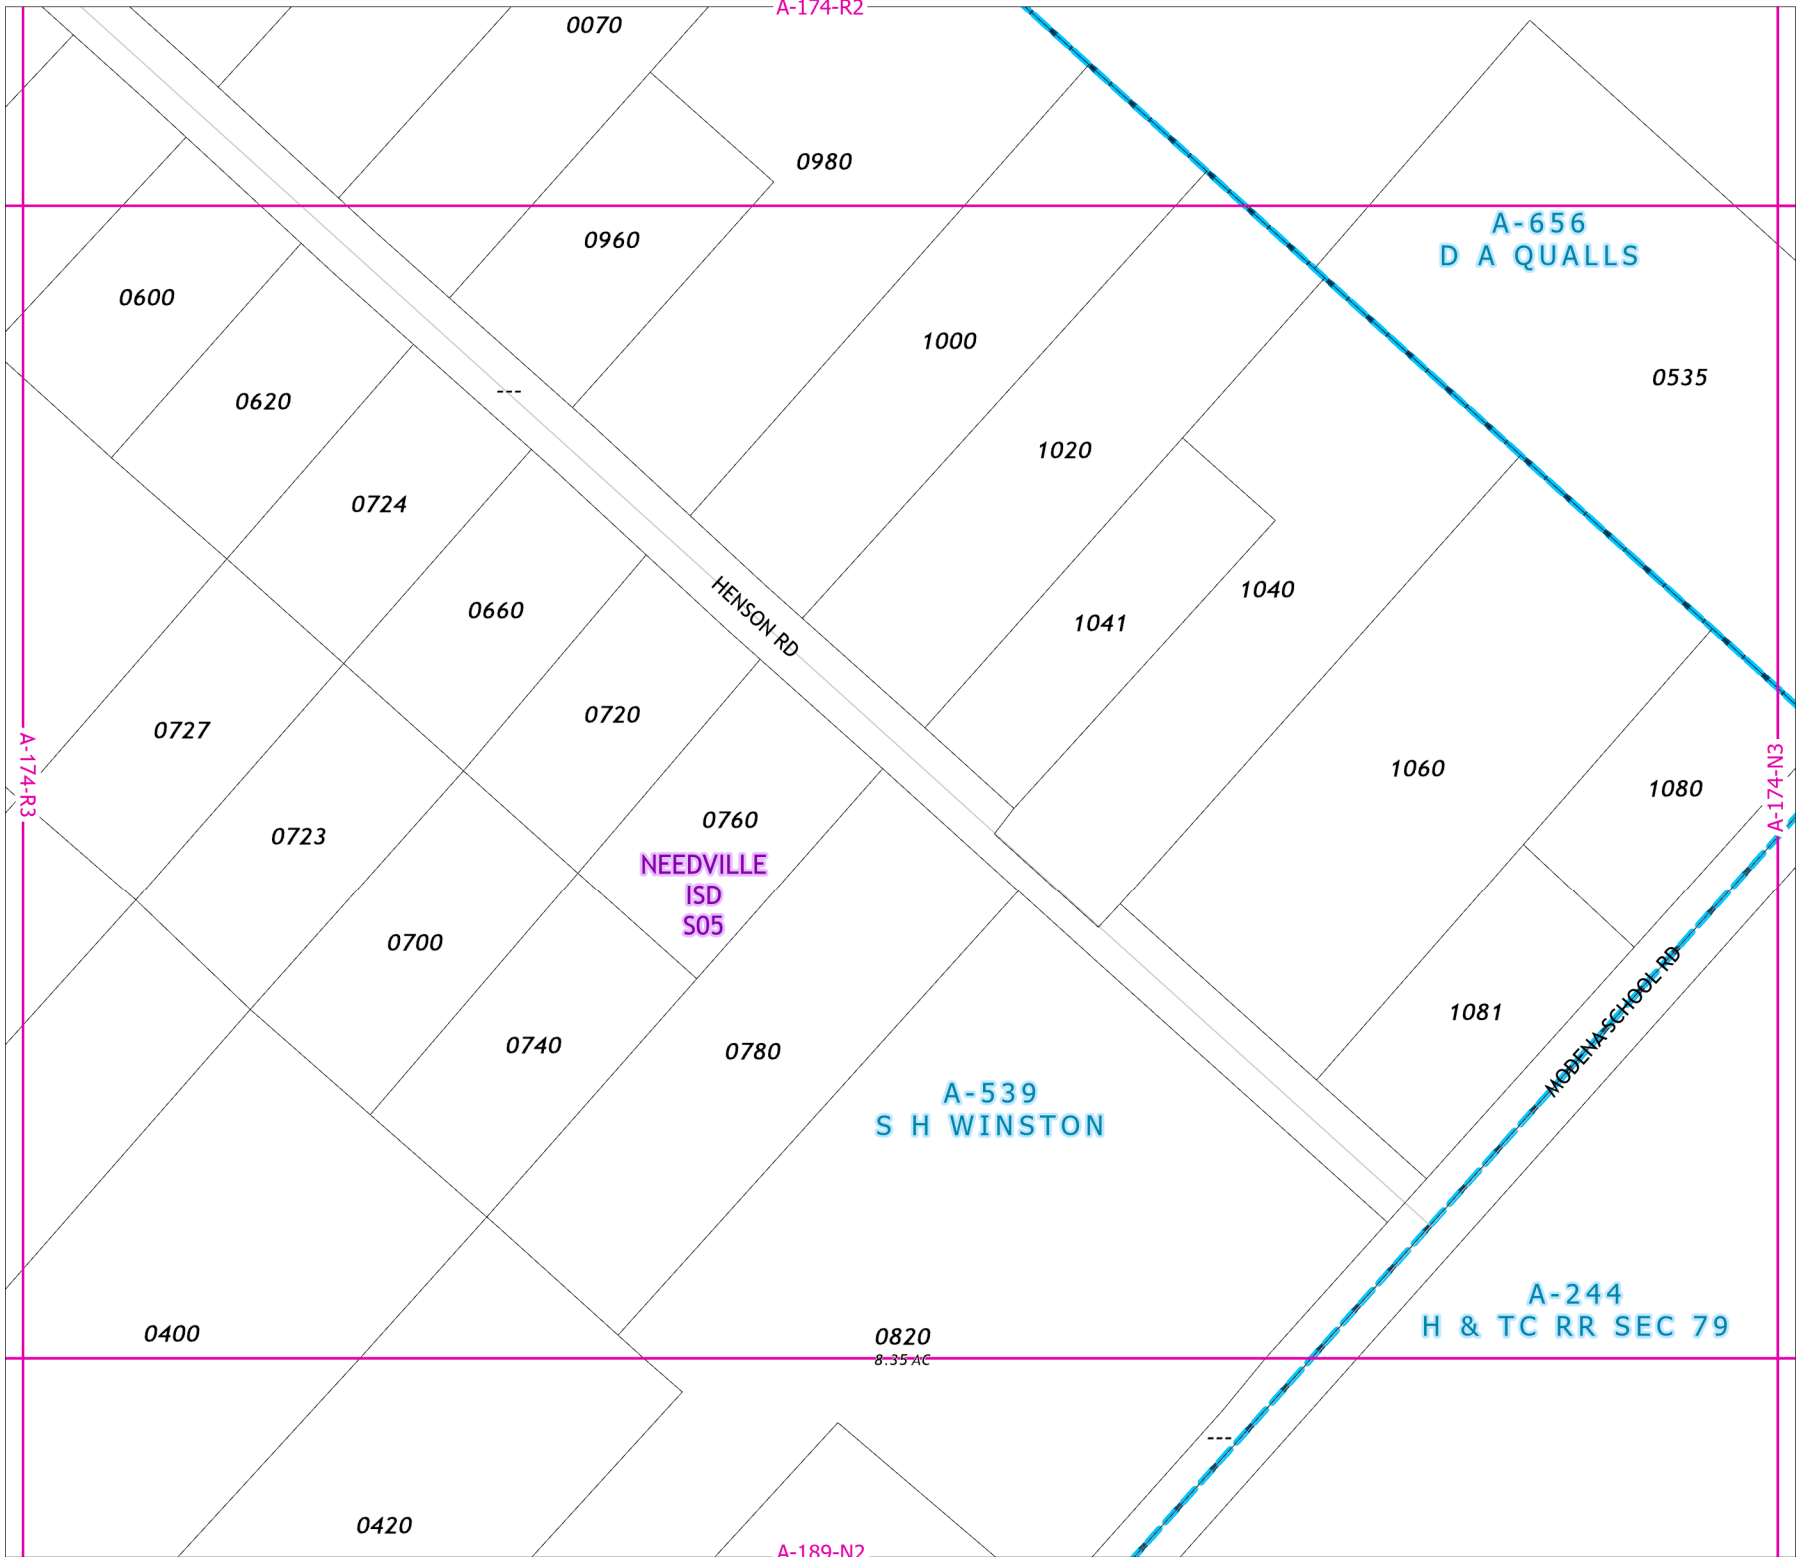 A-174-R2
0070
0980
A-656
D A QUALLS
0960
0600
1000
0535
---
0620
1020
0724
1040
0660
1041
HENSON RD
0720
0727
A-174-R3
1060
1080
A-174-N3
0760
0723
NEEDVILLE
ISD
S05
0700
1081
MODENA SCHOOL RD
0740
0780
A-539
S H WINSTON
A-244
H & TC RR SEC 79
0400
0820
8.35 AC
---
0420
A-189-N2